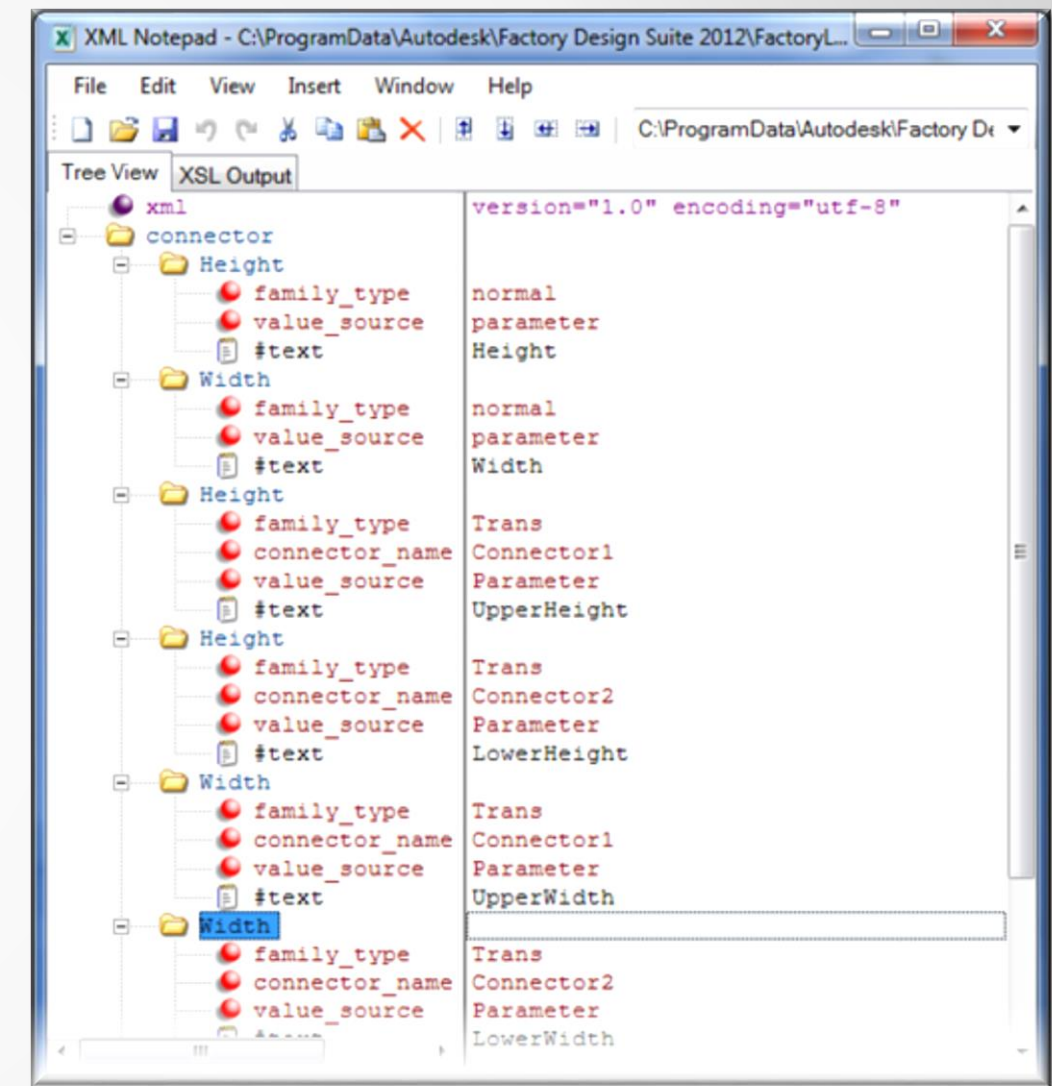 XML Notepad - C:\ProgramData\Autodesk\Factory Design Suite 2012\FactoryL...
File Edit View Insert Window Help
C:\ProgramData\Autodesk\Factory De
Tree View XSL Output
xml version="1.0" encoding="utf-8"
connector
Height
family_type normal
value_source parameter
#text Height
Width
family_type normal
value_source parameter
#text Width
Height
family_type Trans
connector_name Connector1
value_source Parameter
#text UpperHeight
Height
family_type Trans
connector_name Connector2
value_source Parameter
#text LowerHeight
Width
family_type Trans
connector_name Connector1
value_source Parameter
#text UpperWidth
Width
family_type Trans
connector_name Connector2
value_source Parameter
LowerWidth